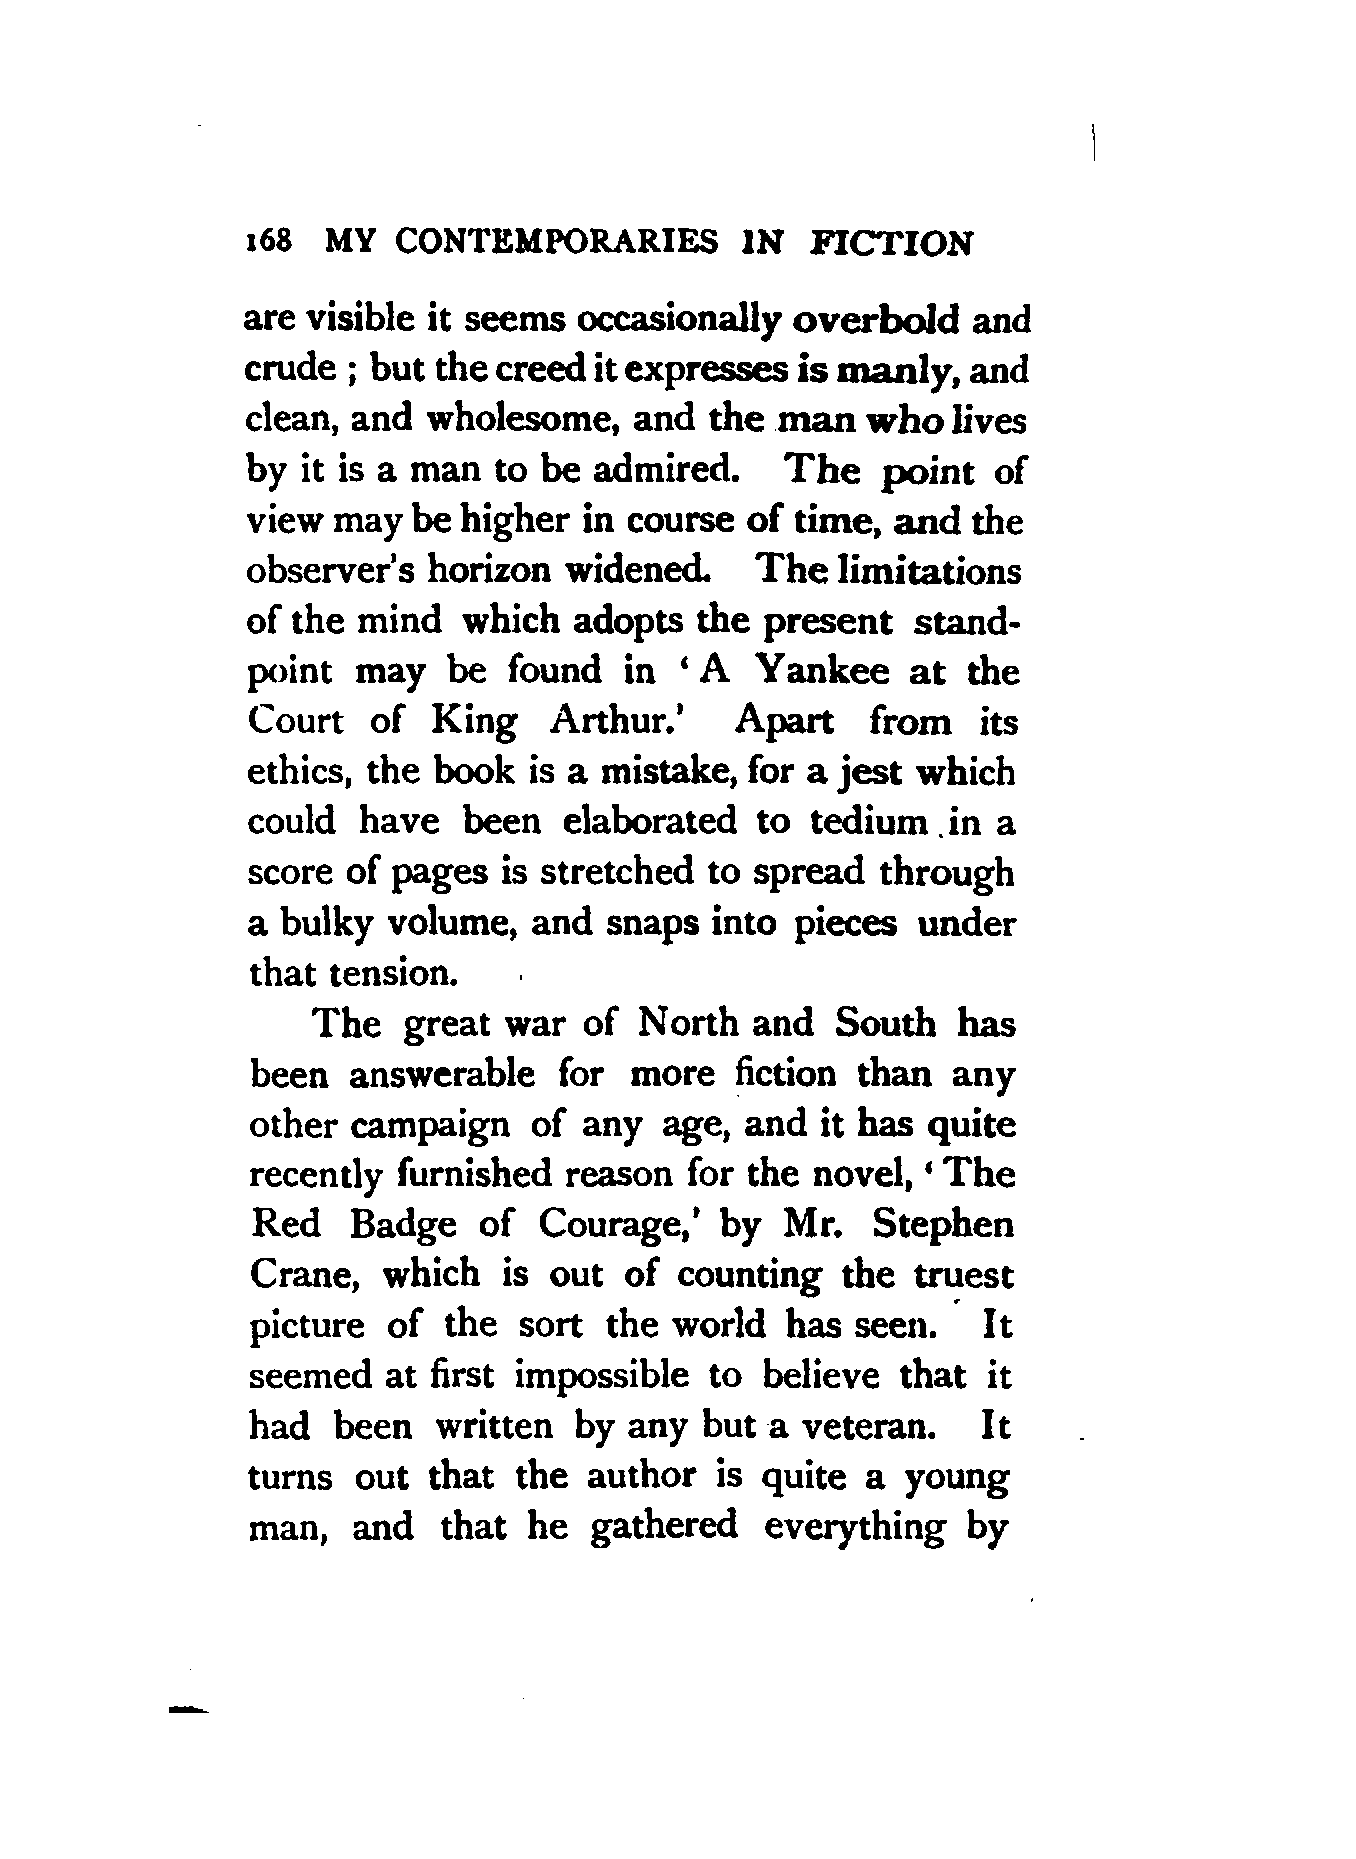 168 MY CONTEMPORARIES IN FICTION
are visible it seems occasionally overbold and
crude ; but the creed it expresses is manly, and
clean, and wholesome, and the man who lives
by it is a man to be admired. The point of
view may be higher in course of time, and the
observer's horizon widened. The limitations
of the mind which adopts the present stand-
point may be found in ‘ A Yankee at the
Court of King Arthur.’ Apart from its
ethics, the book is a mistake, for a jest which
could have been elaborated to tedium in a
score of pages is stretched to spread through
a bulky volume, and snaps into pieces under
that tension.
The great war of North and South has
been answerable for more fiction than any
other campaign of any age, and it has quite
recently furnished reason for the novel, ‘ The
Red Badge of Courage,’ by Mr. Stephen
Crane, which is out of counting the truest
picture of the sort the world has seen. It
seemed at first impossible to believe that it
had been written by any but a veteran. It
turns out that the author is quite a young
man, and that he gathered everything by